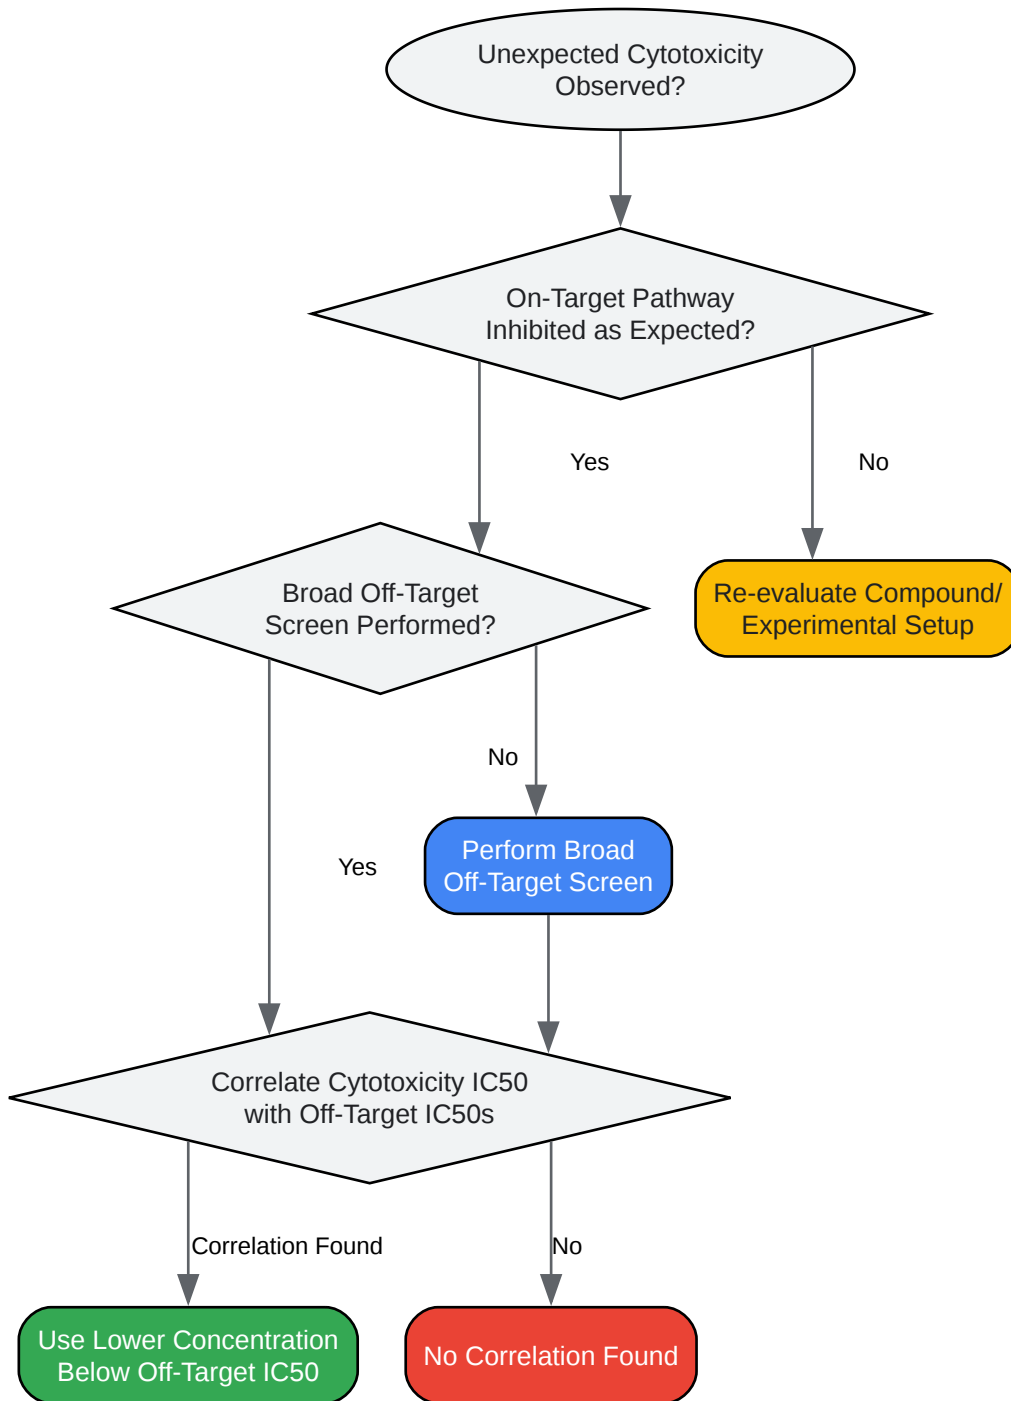 Unexpected Cytotoxicity
Observed?
On-Target Pathway
Inhibited as Expected?
Yes
No
Broad Off-Target
Screen Performed?
Re-evaluate Compound/
Experimental Setup
No
Yes
Perform Broad
Off-Target Screen
Correlate Cytotoxicity IC50
with Off-Target IC50s
Correlation Found
No
Use Lower Concentration
Below Off-Target IC50
No Correlation Found